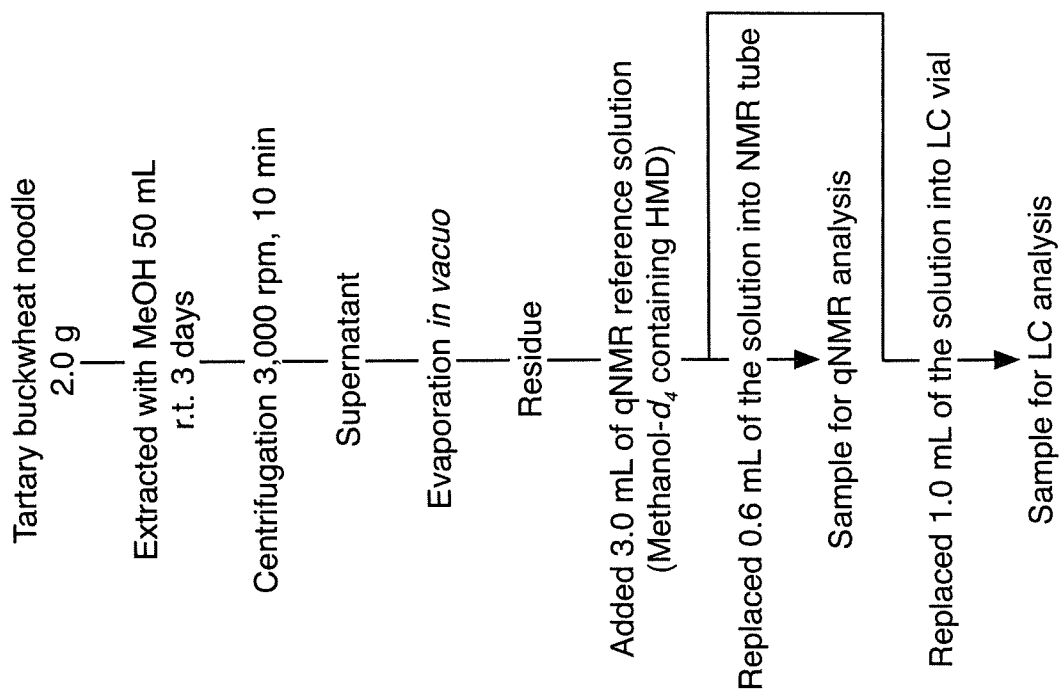 Tartary buckwheat noodle
2.0 g
Extracted with MeOH 50 mL
r.t. 3 days
Centrifugation 3,000 rpm, 10 min
Supernatant
Evaporation in vacuo
Residue
Added 3.0 mL of qNMR reference solution
(Methanol-d4 containing HMD)
Replaced 0.6 mL of the solution into NMR tube
Sample for qNMR analysis
Replaced 1.0 mL of the solution into LC vial
Sample for LC analysis